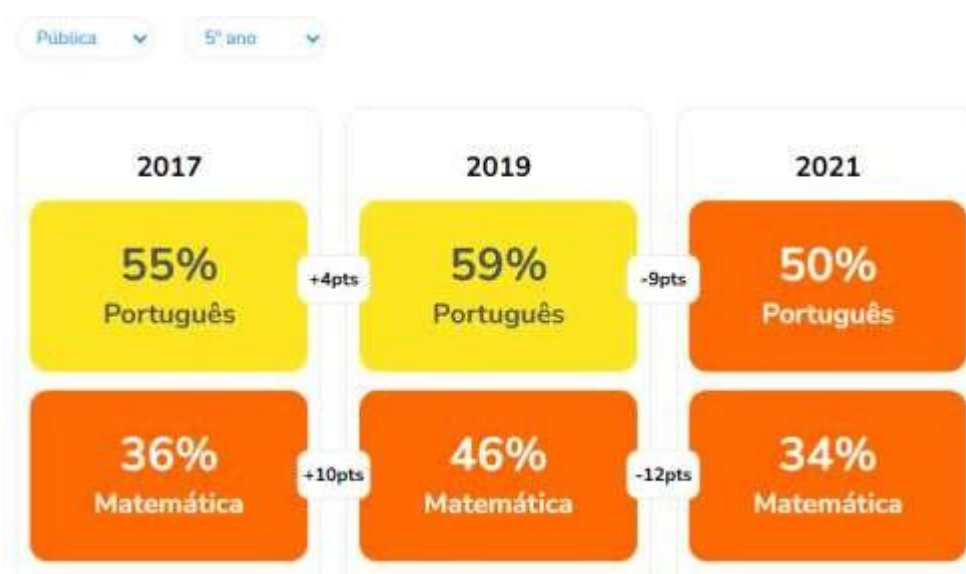 Pública
5º ano
2017
2019
2021
55%
Português
+4pts
59%
Português
-9pts
50%
Português
36%
Matemática
+10pts
46%
Matemática
-12pts
34%
Matemática